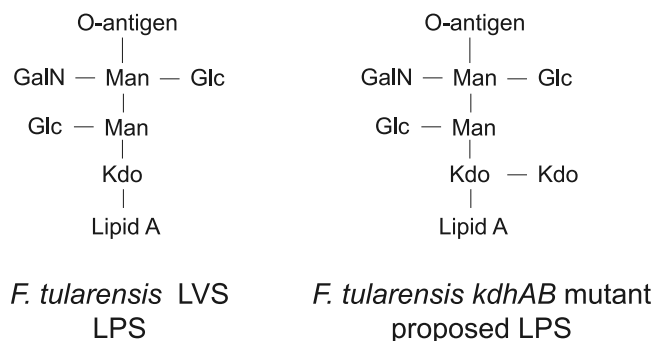 O-antigen O-antigen
GalN — Man — Glc GalN — Man — Glc
Glc — Man Glc — Man
Kdo Kdo — Kdo
Lipid A Lipid A
F. tularensis LVS F. tularensis kdhAB mutant
LPS proposed LPS